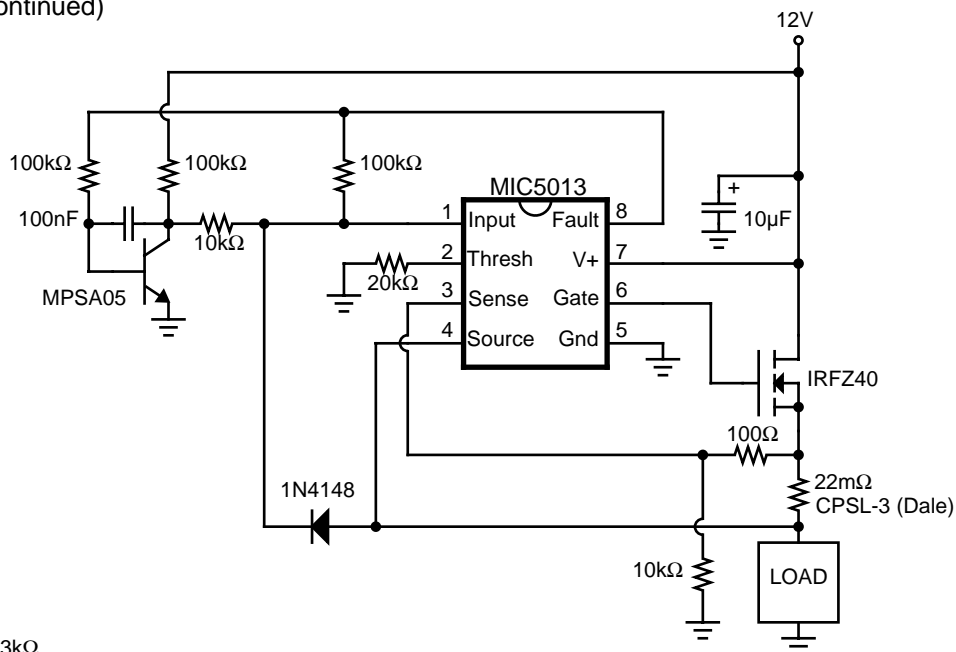 ontinued)
12V
100kΩ
100kΩ
100kΩ
MIC5013
100nF
10kΩ
1
Input
Fault
8
+
10µF
2
Thresh
V+
7
20kΩ
MPSA05
3
Sense
Gate
6
4
Source
Gnd
5
IRFZ40
100Ω
1N4148
22mΩ
CPSL-3 (Dale)
10kΩ
LOAD
3kΩ